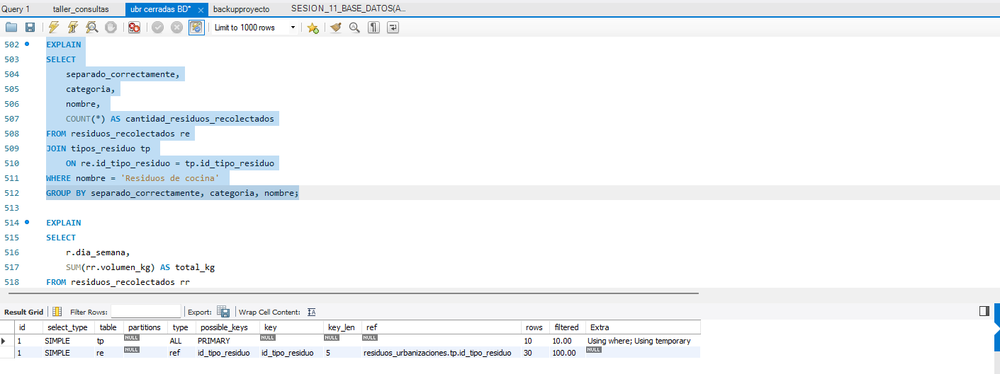 Query 1 taller_consultas ubr cerradas BD* × backupproyecto SESION_11_BASE_DATOS(A...
Limit to 1000 rows
502 EXPLAIN
503 SELECT
504 separado_correctamente,
505 categoria,
506 nombre,
507 COUNT(*) AS cantidad_residuos_recolectados
508 FROM residuos_recolectados re
509 JOIN tipos_residuo tp
510 ON re.id_tipo_residuo = tp.id_tipo_residuo
511 WHERE nombre = 'Residuos de cocina'
512 GROUP BY separado_correctamente, categoria, nombre;
513
514 EXPLAIN
515 SELECT
516 r.dia_semana,
517 SUM(rr.volumen_kg) AS total_kg
518 FROM residuos_recolectados rr
Result Grid Filter Rows: Export: Wrap Cell Content:
id select_type table partitions type possible_keys key key_len ref rows filtered Extra
1 SIMPLE tp NULL ALL PRIMARY NULL NULL NULL 10 10.00 Using where; Using temporary
1 SIMPLE re NULL ref id_tipo_residuo id_tipo_residuo 5 residuos_urbanizaciones.tp.id_tipo_residuo 30 100.00 NULL